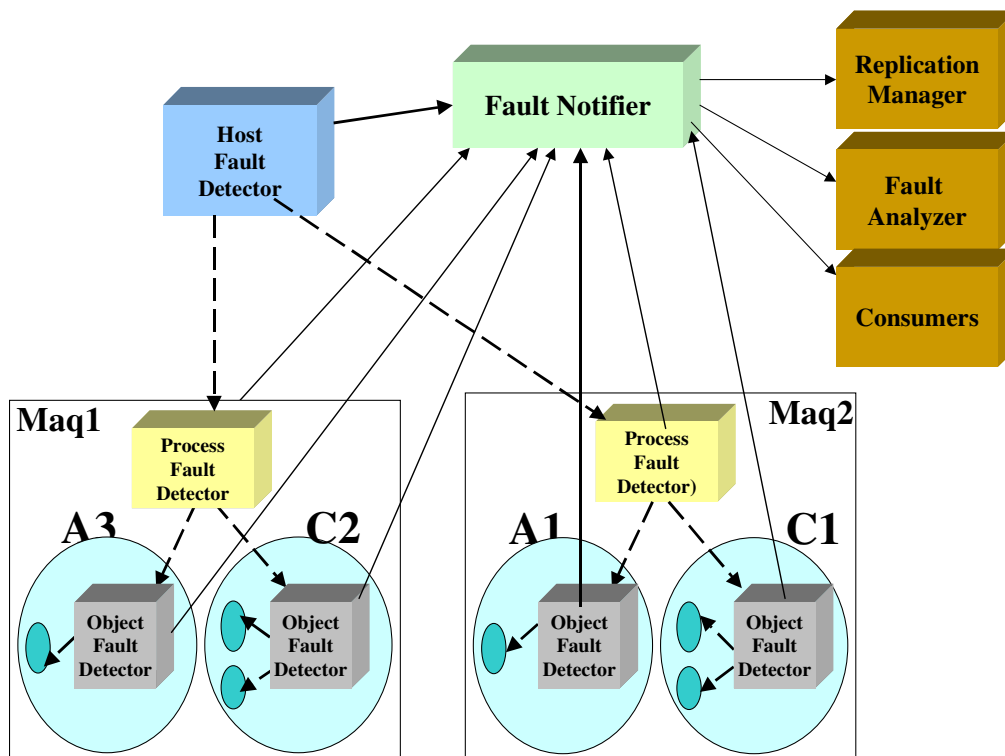 Replication
Manager
Fault Notifier
Host
Fault
Detector
Fault
Analyzer
Consumers
Maq1
Maq2
Process
Fault
Detector
Process
Fault
Detector)
A3
C2
A1
C1
Object
Fault
Detector
Object
Fault
Detector
Object
Fault
Detector
Object
Fault
Detector